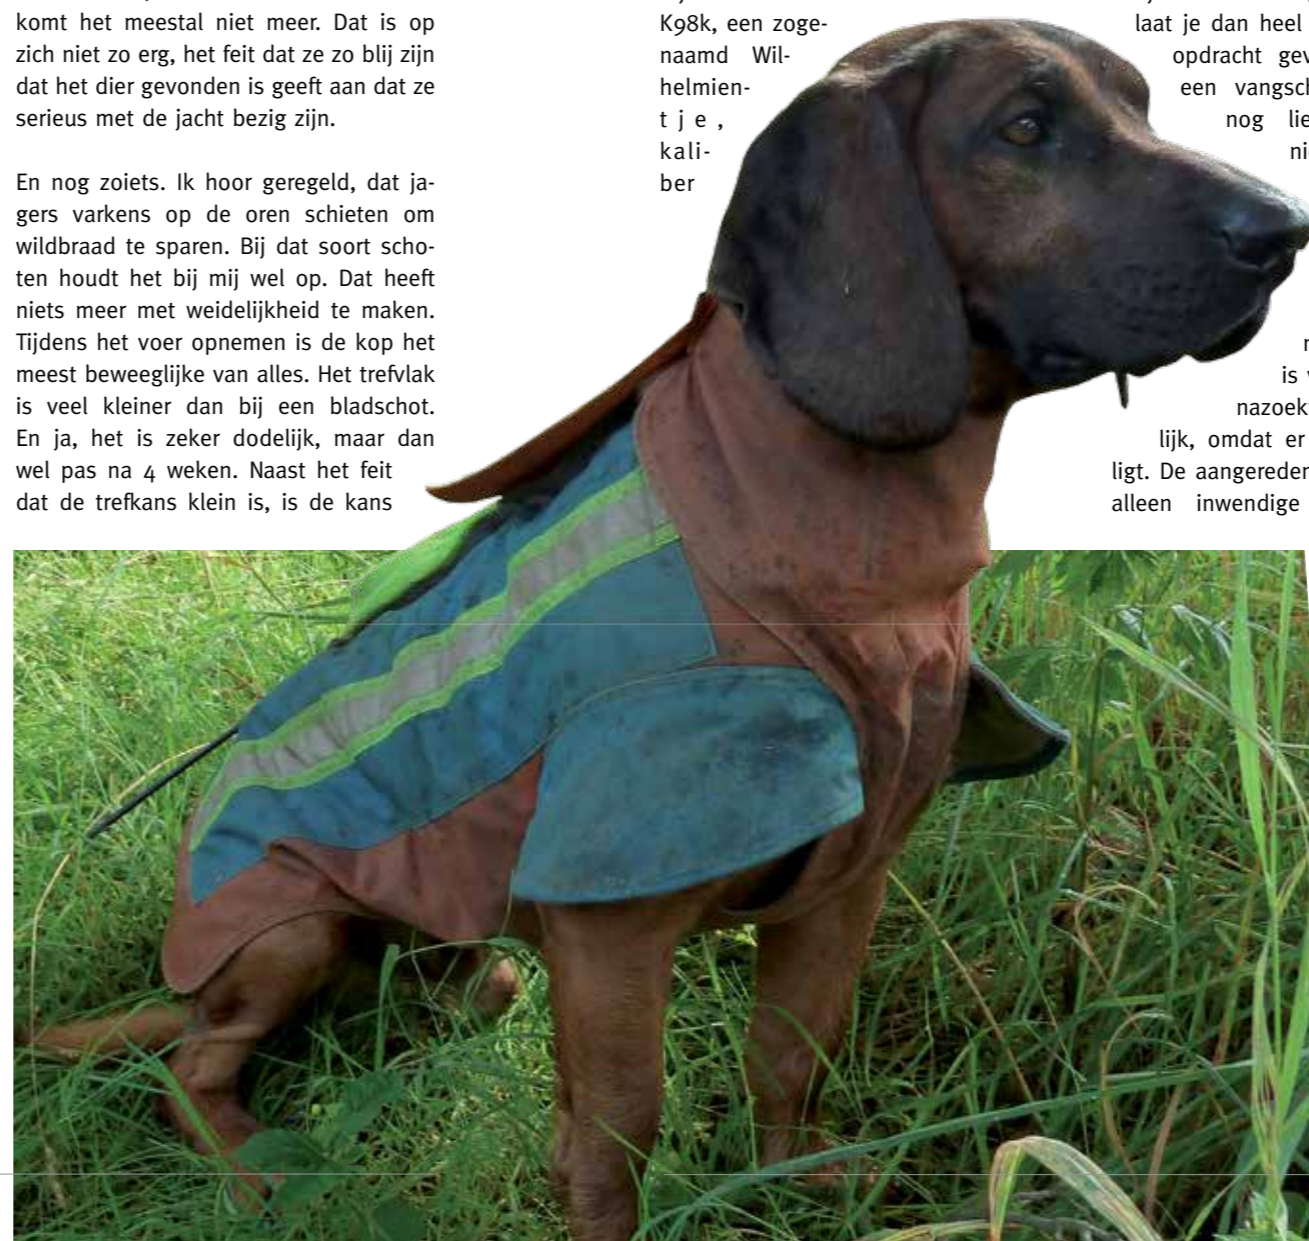 komt het meestal niet meer. Dat is op
zich niet zo erg, het feit dat ze zo blij zijn
dat het dier gevonden is geeft aan dat ze
serieus met de jacht bezig zijn.
En nog zoiets. Ik hoor geregeld, dat ja-
gers varkens op de oren schieten om
wildbraad te sparen. Bij dat soort scho-
ten houdt het bij mij wel op. Dat heeft
niets meer met weidelijkheid te maken.
Tijdens het voer opnemen is de kop het
meest beweeglijke van alles. Het trefvlak
is veel kleiner dan bij een bladschot.
En ja, het is zeker dodelijk, maar dan
wel pas na 4 weken. Naast het feit
dat de trefkans klein is, is de kans
K98k, een zoge-
naamd Wil-
helmien-
tje,
kali-
ber
laat je dan heel
opdracht gev
een vangsch
nog lie
ni
is
nazoek
lijk, omdat er
ligt. De aangereden
alleen inwendige